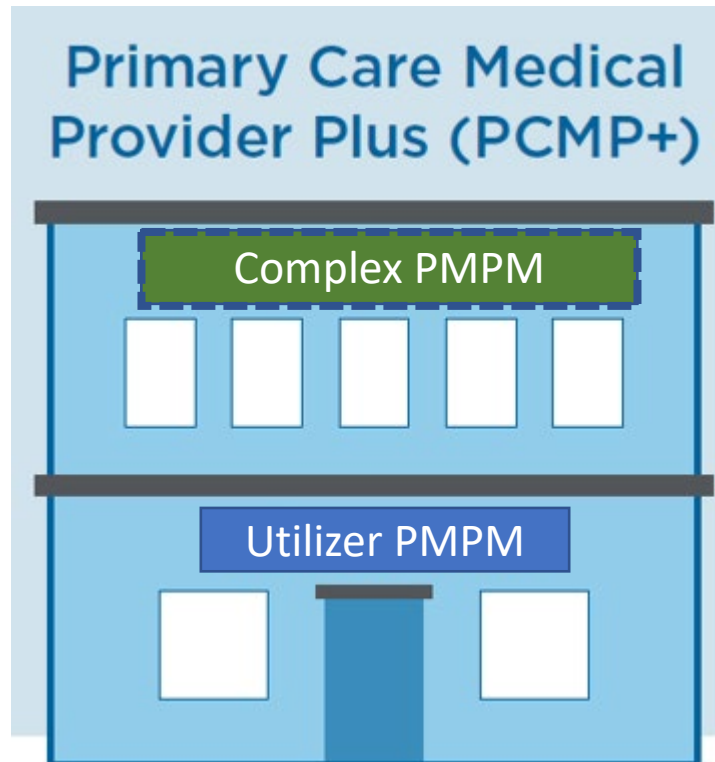 Primary Care Medical
Provider Plus (PCMP+)
Complex PMPM
Utilizer PMPM